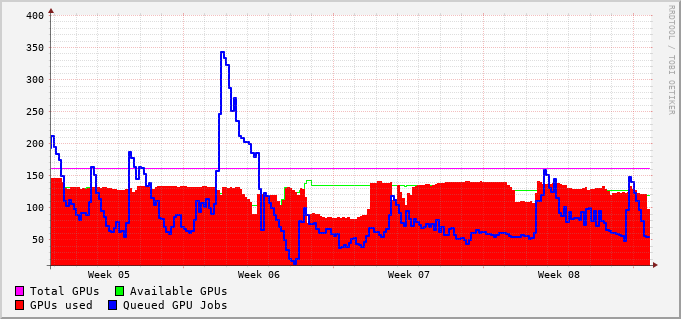 400
350
300
250
200
150
100
50
Week 05 Week 06 Week 07 Week 08
Total GPUs Available GPUs
GPUs used Queued GPU Jobs
RRDTOOL / TOBI OETIKER